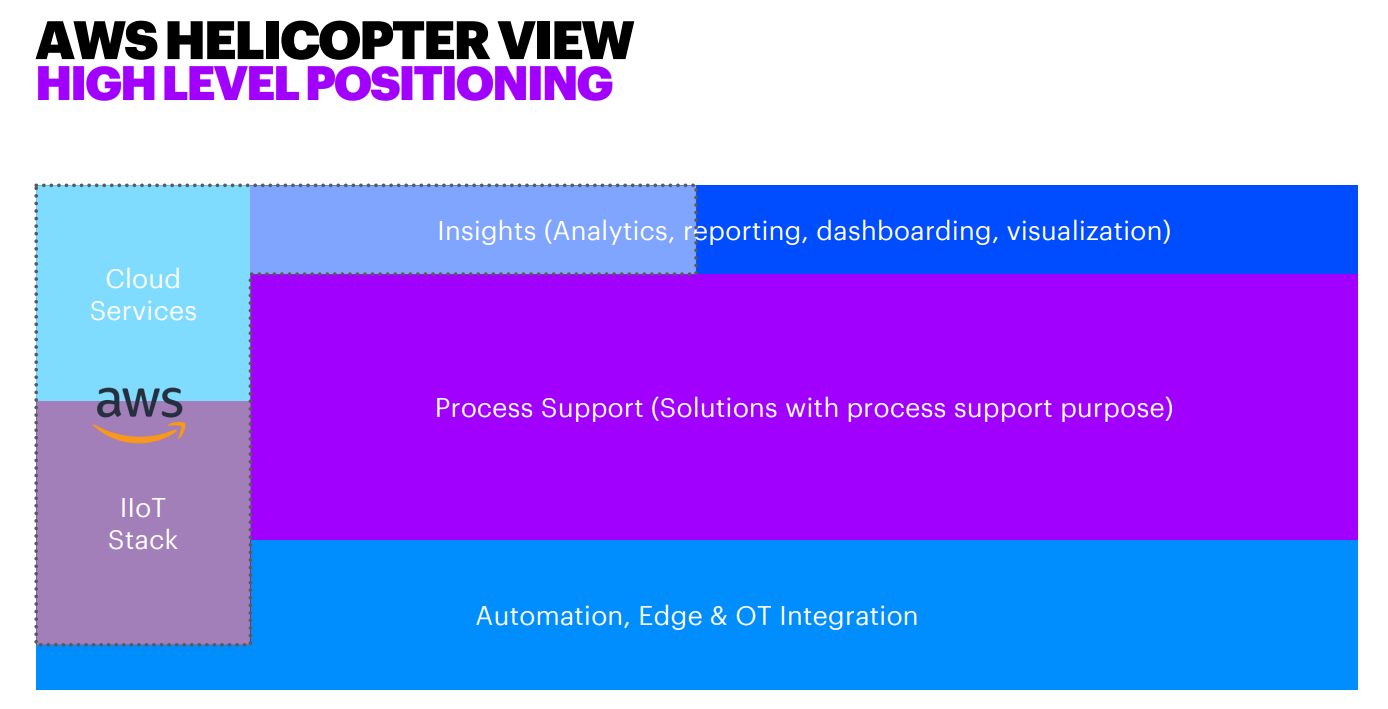 AWS HELICOPTER VIEW
HIGH LEVEL POSITIONING
Insights (Analytics, reporting, dashboarding, visualization)
Cloud
Services
aws
Process Support (Solutions with process support purpose)
IIoT
Stack
Automation, Edge & OT Integration